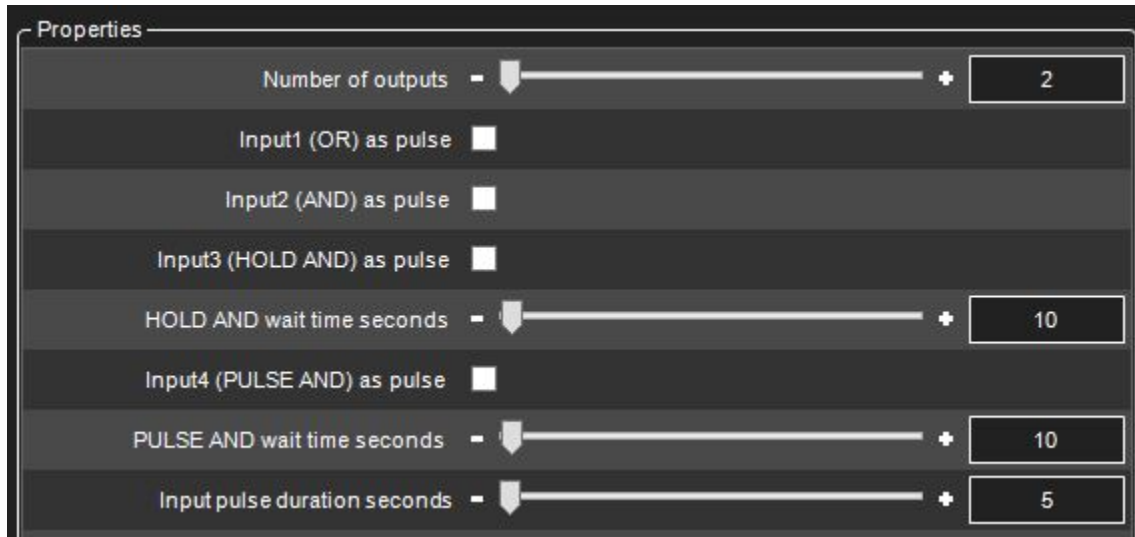 Properties
Number of outputs - + 2
Input1 (OR) as pulse
Input2 (AND) as pulse
Input3 (HOLD AND) as pulse
HOLD AND wait time seconds - + 10
Input4 (PULSE AND) as pulse
PULSE AND wait time seconds - + 10
Input pulse duration seconds - + 5